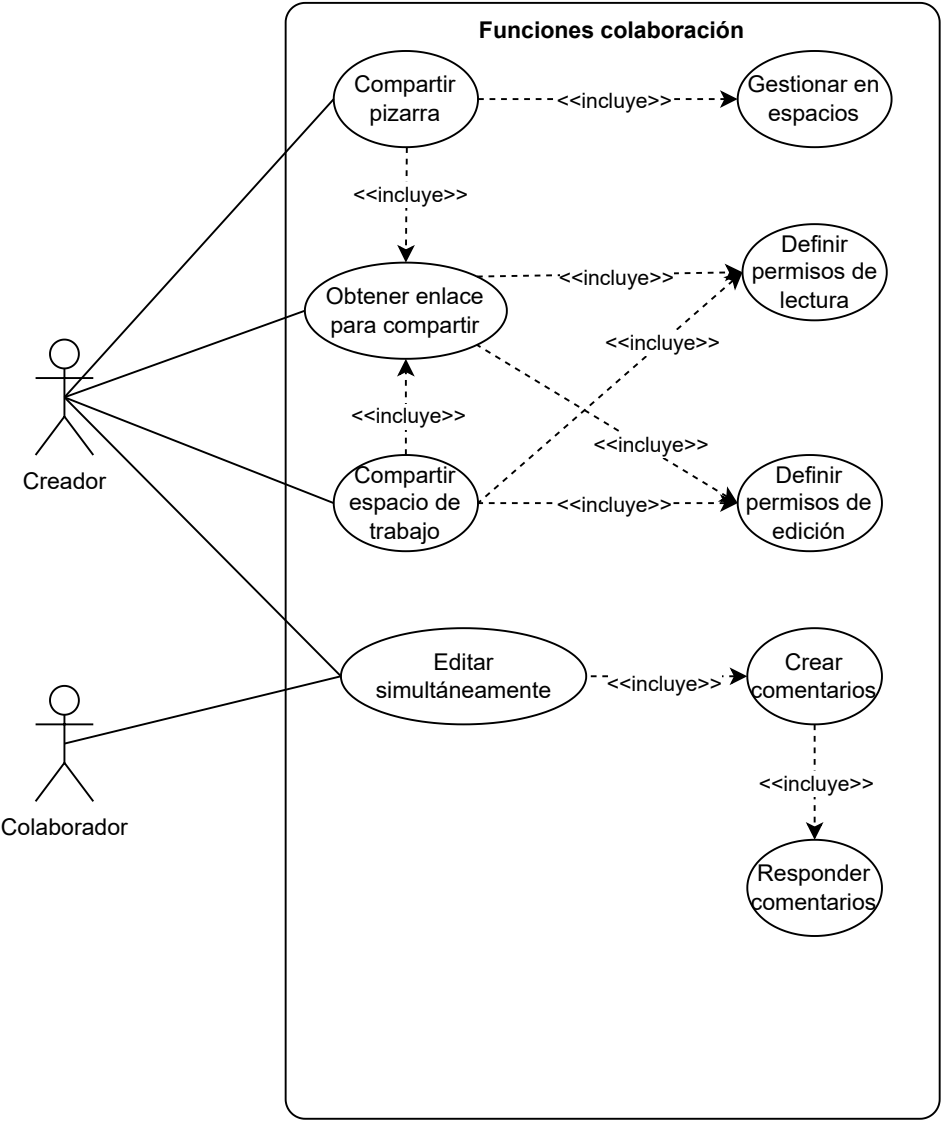 Funciones colaboración
Compartir
pizarra
<<incluye>>
Gestionar en
espacios
<<incluye>>
Definir
permisos de
lectura
Obtener enlace
para compartir
<<incluye>>
<<incluye>>
Creador
<<incluye>>
<<incluye>>
Compartir
espacio de
trabajo
<<incluye>>
Definir
permisos de
edición
Editar
simultáneamente
<<incluye>>
Crear
comentarios
Colaborador
<<incluye>>
Responder
comentarios